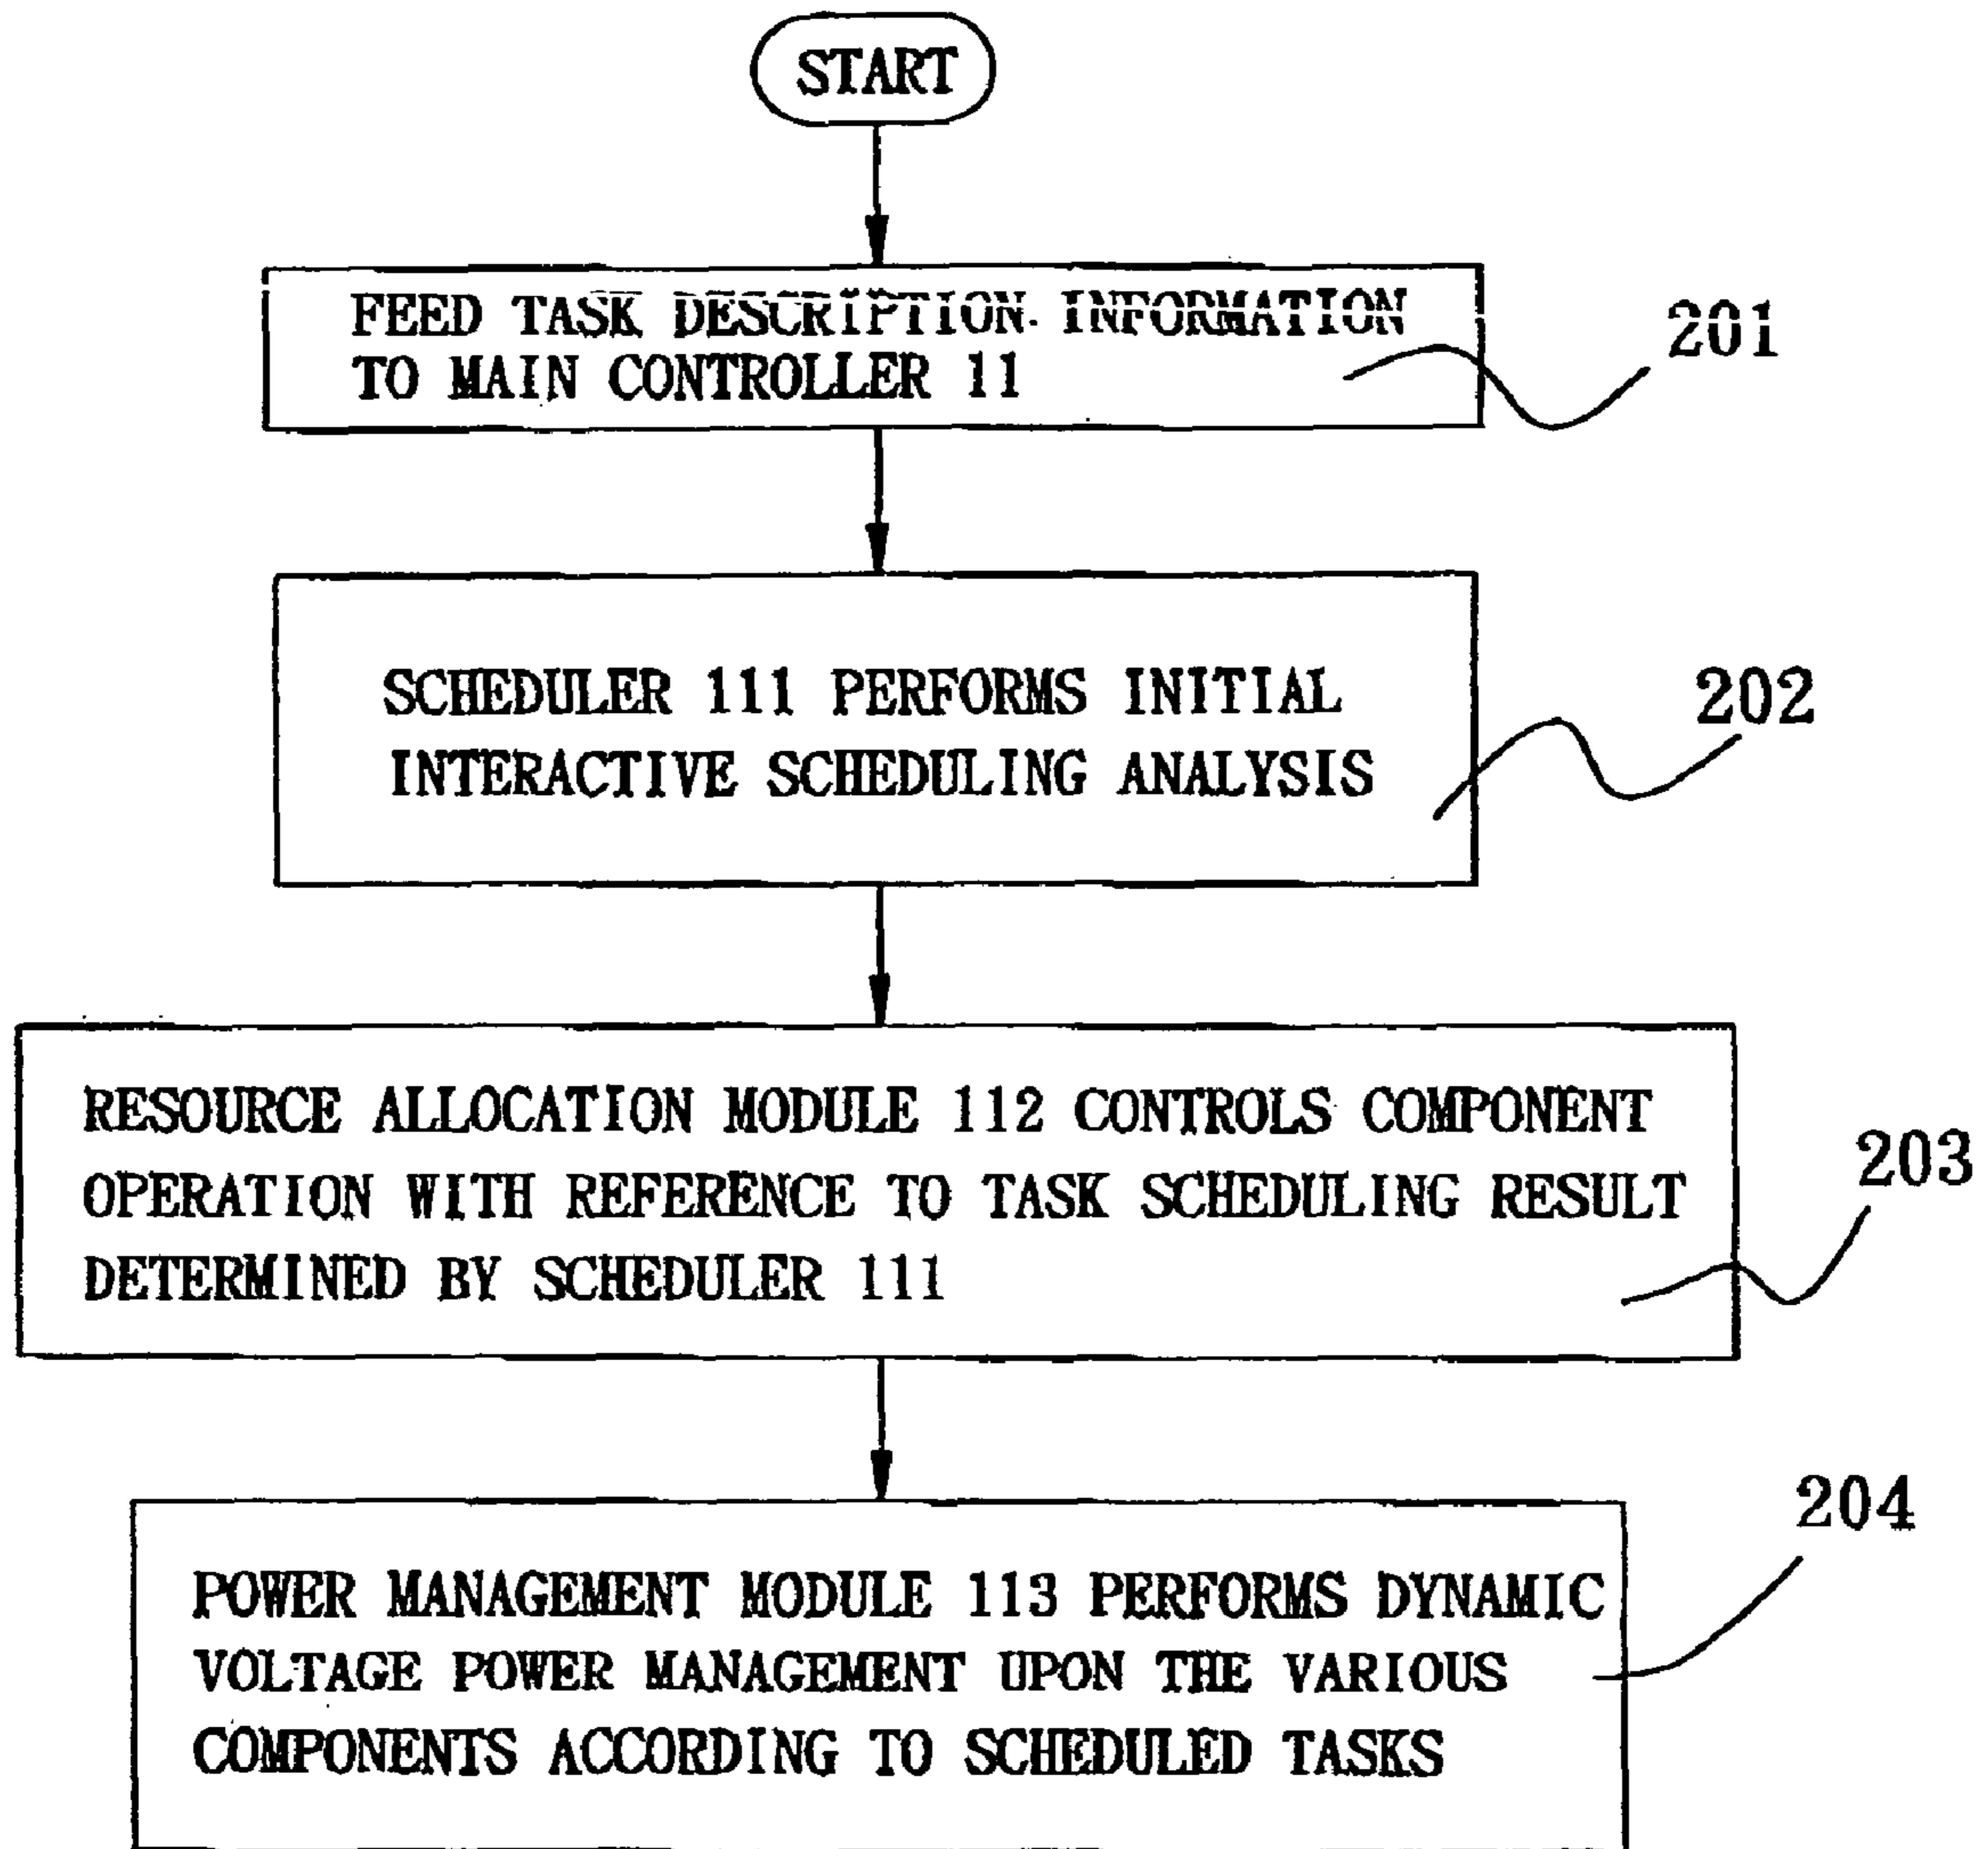 START
FEED TASK DESCRIPTION INFORMATION
TO MAIN CONTROLLER 11
201
SCHEDULER 111 PERFORMS INITIAL
INTERACTIVE SCHEDULING ANALYSIS
202
RESOURCE ALLOCATION MODULE 112 CONTROLS COMPONENT
OPERATION WITH REFERENCE TO TASK SCHEDULING RESULT
DETERMINED BY SCHEDULER 111
203
POWER MANAGEMENT MODULE 113 PERFORMS DYNAMIC
VOLTAGE POWER MANAGEMENT UPON THE VARIOUS
COMPONENTS ACCORDING TO SCHEDULED TASKS
204